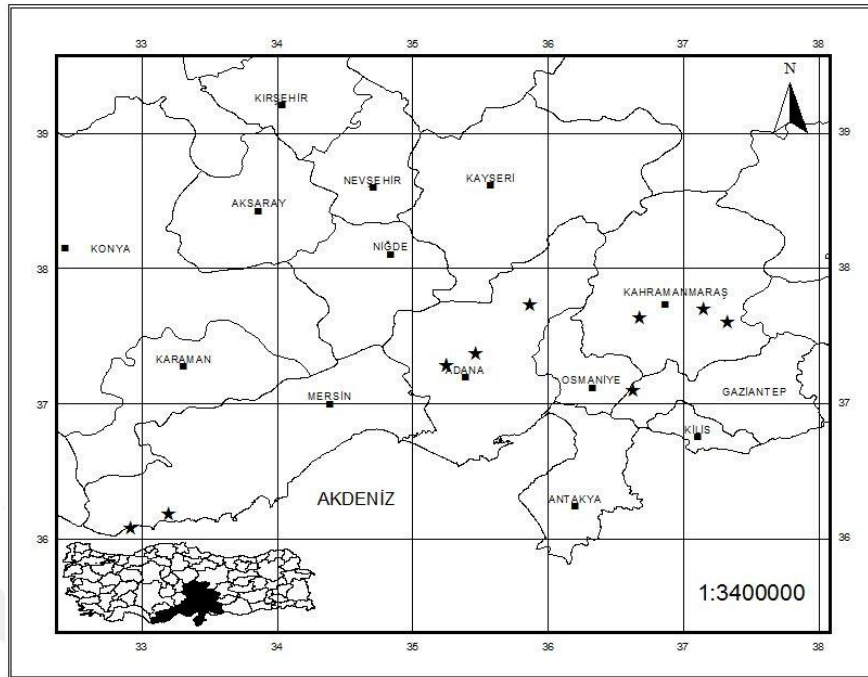 33 34 35 36 37 38
N
KIRŞEHİR
39 39
KAYSERİ
NEVŞEHİR
AKSARAY
NİĞDE
KONYA
38 38
KAHRAMANMARAŞ
KARAMAN
ADANA
OSMANİYE
GAZİANTEP
MERSİN
37 37
KİLİS
AKDENİZ
ANTAKYA
36 36
1:3400000
33 34 35 36 37 38